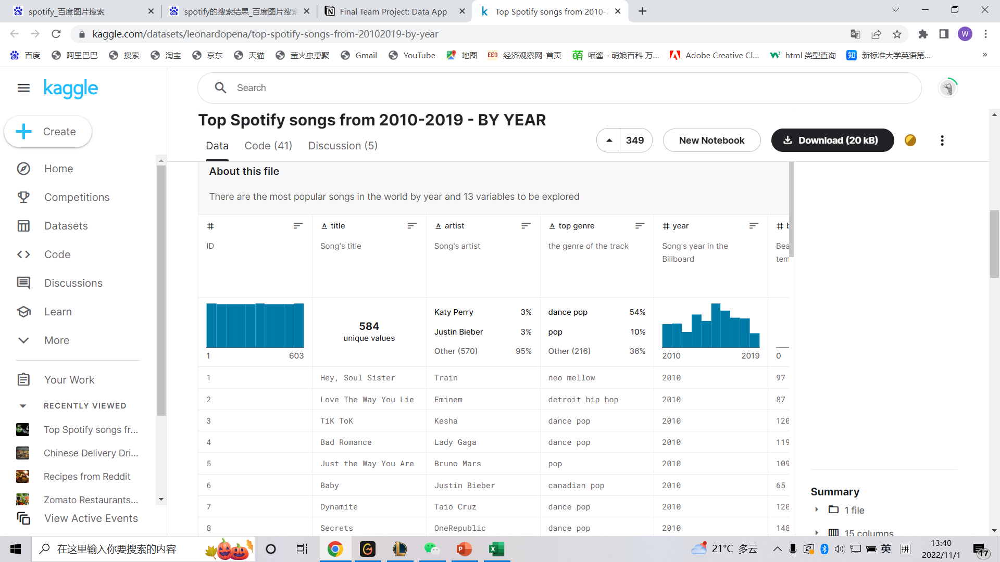 spotify_百度图片搜索
spotify的搜索结果_百度图片搜索
Final Team Project: Data App
Top Spotify songs from 2010-2
kaggle.com/datasets/leonardopena/top-spotify-songs-from-20102019-by-year
W
百度 阿里巴巴 搜索 淘宝 京东 天猫 萤火虫惠聚 Gmail YouTube 地图 EEO 经济观察网-首页 萌 喵酱 - 萌娘百科 万... Adobe Creative Cl... html 类型查询 知 新标准大学英语第... »
kaggle
Search
Create
Home
Competitions
Datasets
Code
Discussions
Learn
More
Your Work
RECENTLY VIEWED
Top Spotify songs fr...
Chinese Delivery Dri...
Recipes from Reddit
Zomato Restaurants...
View Active Events
Top Spotify songs from 2010-2019 - BY YEAR
Data Code (41) Discussion (5)
349 New Notebook Download (20 kB)
About this file
There are the most popular songs in the world by year and 13 variables to be explored
# A title A artist A top genre # year # b
ID Song's title Song's artist the genre of the track Song's year in the Bea
Billboard tem
Katy Perry 3% dance pop 54%
584
Justin Bieber 3% pop 10%
unique values
Other (570) 95% Other (216) 36%
1 603 2010 2019 0
1 Hey, Soul Sister Train neo mellow 2010 97
2 Love The Way You Lie Eminem detroit hip hop 2010 87
3 TiK ToK Kesha dance pop 2010 120
4 Bad Romance Lady Gaga dance pop 2010 119
5 Just the Way You Are Bruno Mars pop 2010 109
6 Baby Justin Bieber canadian pop 2010 65
7 Dynamite Taio Cruz dance pop 2010 120
8 Secrets OneRepublic dance pop 2010 148
Summary
1 file
15 columns
在这里输入你要搜索的内容
21°C 多云
英 拼
13:40
2022/11/1
17